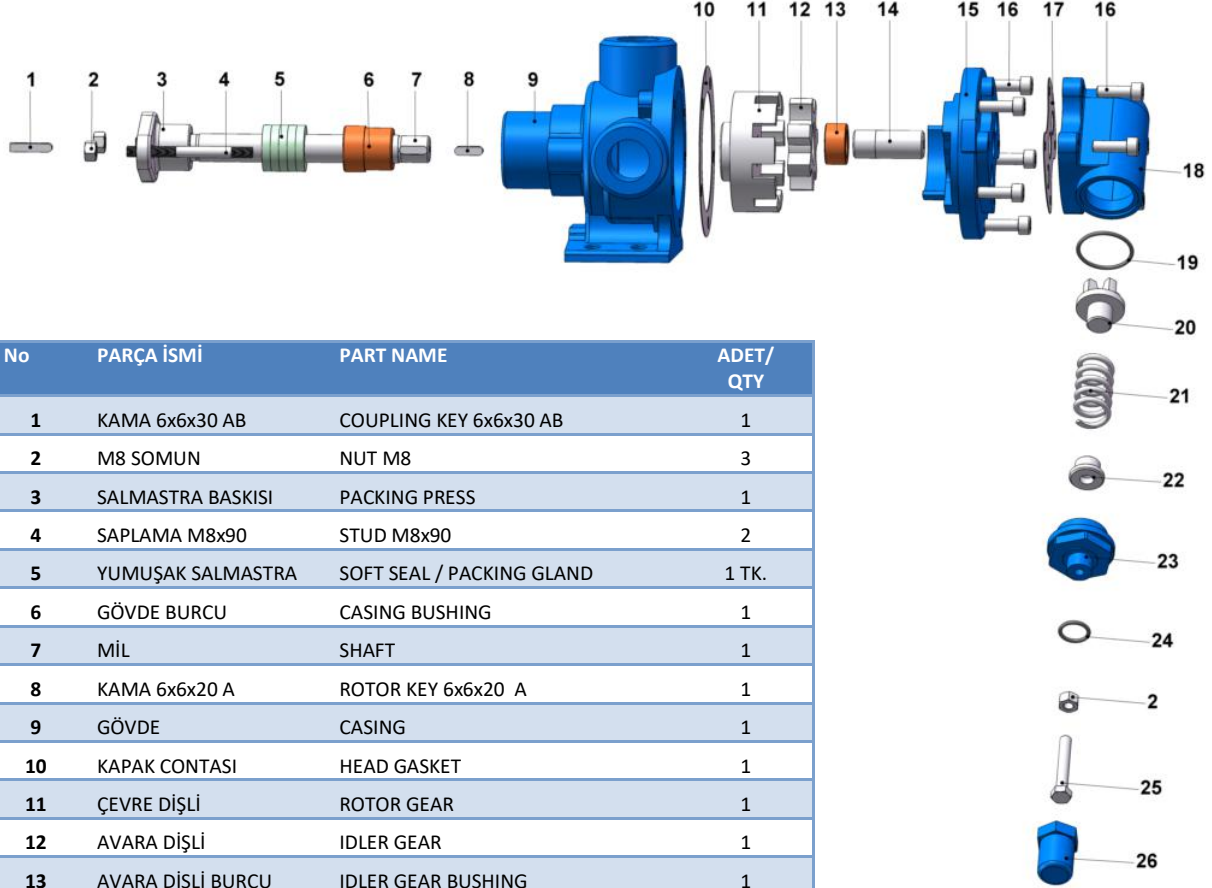 10 11 12 13 14 15 16 17 16
1 2 3 4 5 6 7 8 9
18
19
20
21
22
23
24
2
25
26
No PARÇA İSMİ PART NAME ADET/
QTY
1 KAMA 6x6x30 AB COUPLING KEY 6x6x30 AB 1
2 M8 SOMUN NUT M8 3
3 SALMASTRA BASKISI PACKING PRESS 1
4 SAPLAMA M8x90 STUD M8x90 2
5 YUMUŞAK SALMASTRA SOFT SEAL / PACKING GLAND 1 TK.
6 GÖVDE BURCU CASING BUSHING 1
7 MİL SHAFT 1
8 KAMA 6x6x20 A ROTOR KEY 6x6x20 A 1
9 GÖVDE CASING 1
10 KAPAK CONTASI HEAD GASKET 1
11 ÇEVRE DİŞLİ ROTOR GEAR 1
12 AVARA DİŞLİ IDLER GEAR 1
13 AVARA DİŞLİ BURCU IDLER GEAR BUSHING 1